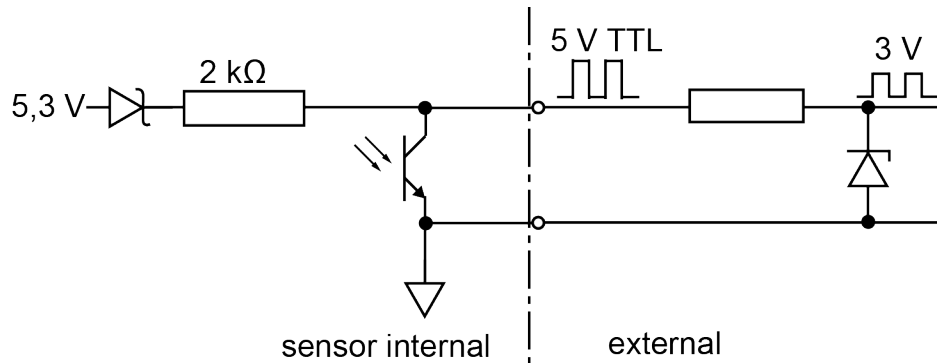 5 V TTL
3 V
2 kΩ
5,3 V
sensor internal
external